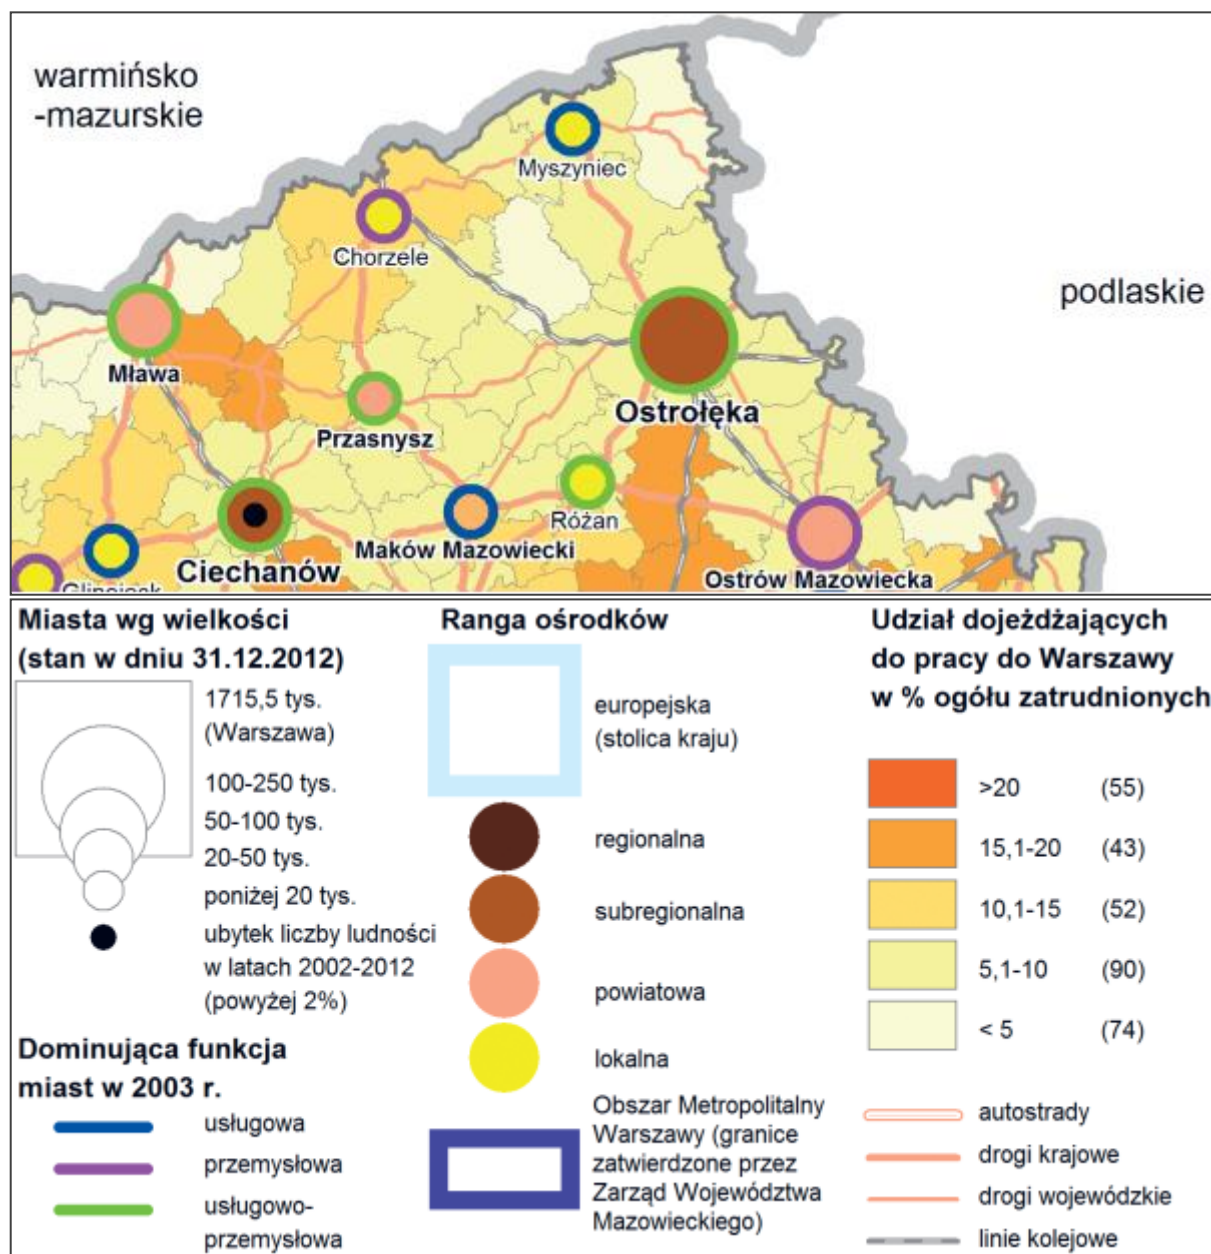 warmińsko
-mazurskie
podlaskie
Myszyniec
Chorzele
Mława
Ostrołęka
Przasnysz
Różan
Maków Mazowiecki
Ciechanów
Ostrów Mazowiecka
Glinojeck
Miasta wg wielkości
(stan w dniu 31.12.2012)
1715,5 tys.
(Warszawa)
100-250 tys.
50-100 tys.
20-50 tys.
poniżej 20 tys.
ubytek liczby ludności
w latach 2002-2012
(powyżej 2%)
Dominująca funkcja
miast w 2003 r.
usługowa
przemysłowa
usługowo-
przemysłowa
Ranga ośrodków
europejska
(stolica kraju)
regionalna
subregionalna
powiatowa
lokalna
Obszar Metropolitalny
Warszawy (granice
zatwierdzone przez
Zarząd Województwa
Mazowieckiego)
Udział dojeżdżających
do pracy do Warszawy
w % ogółu zatrudnionych
>20 (55)
15,1-20 (43)
10,1-15 (52)
5,1-10 (90)
< 5 (74)
autostrady
drogi krajowe
drogi wojewódzkie
linie kolejowe